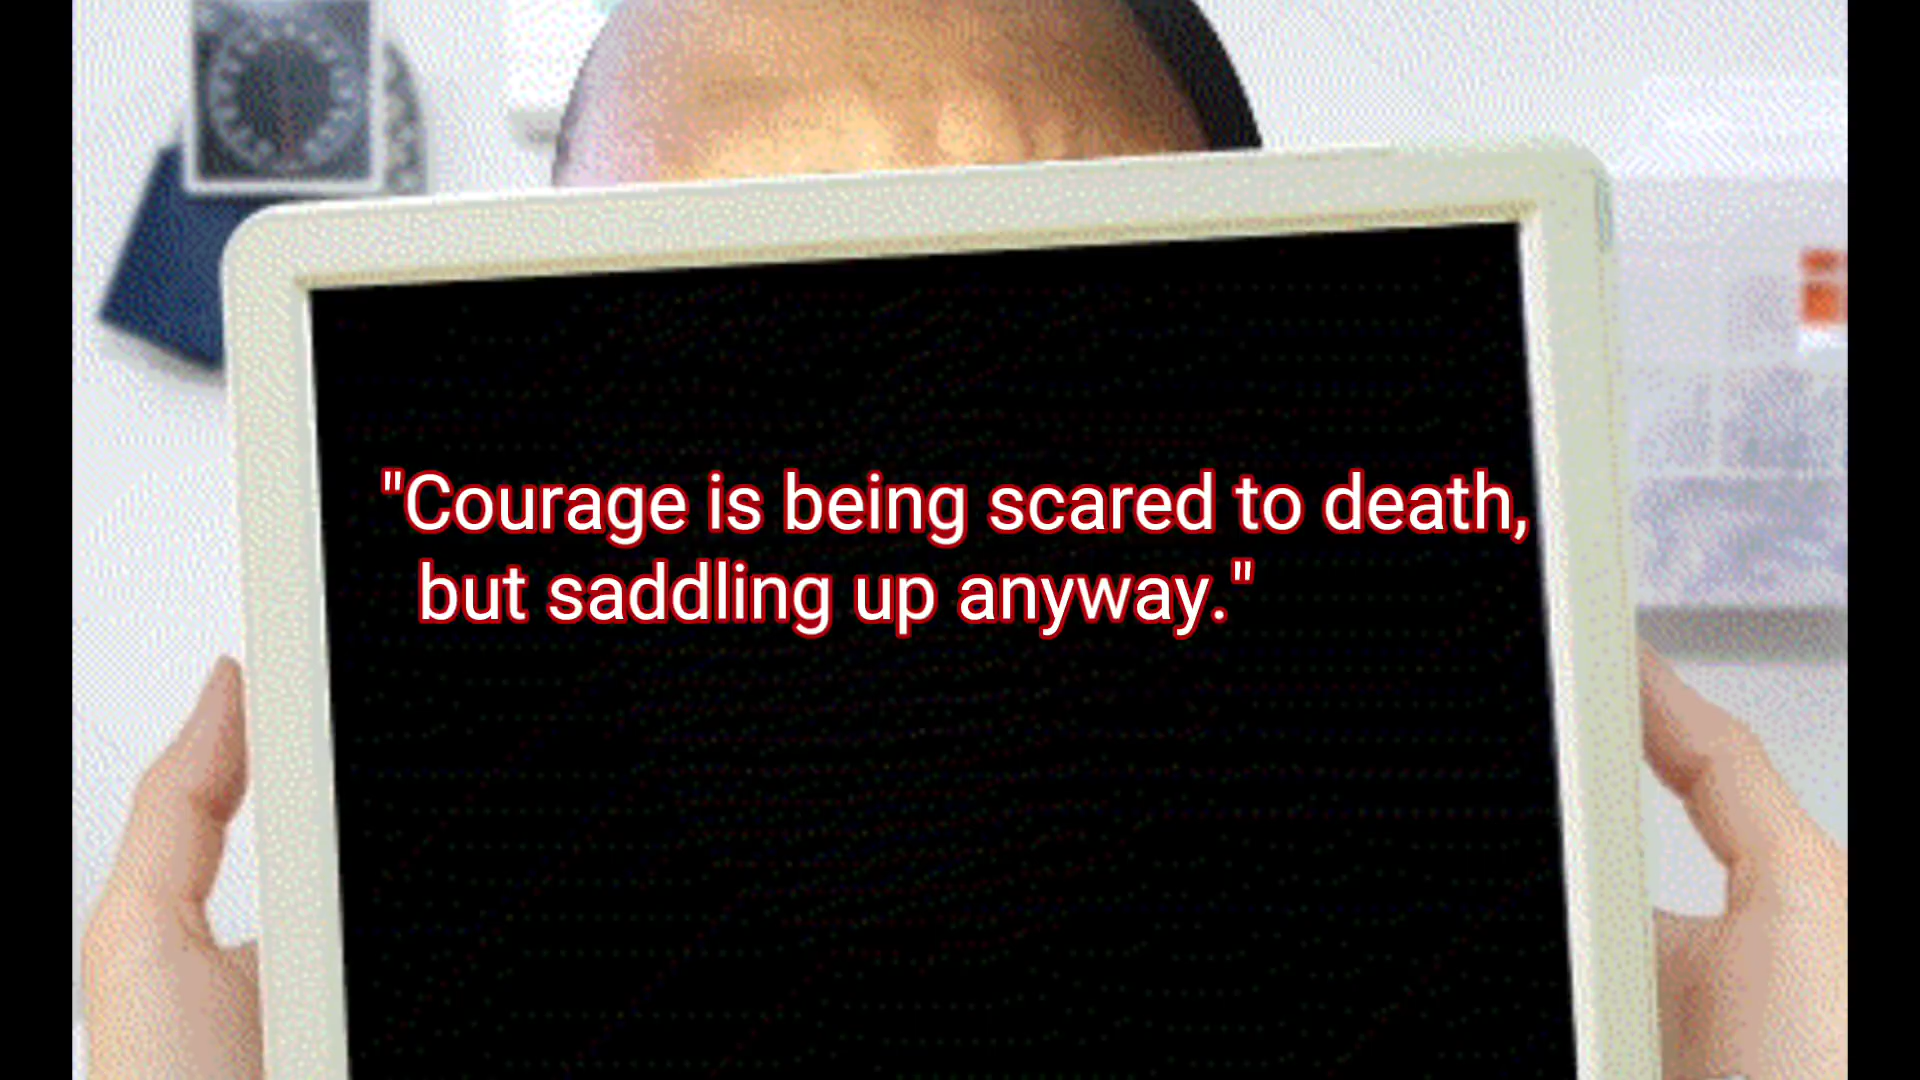 "Courage is being scared to death,
but saddling up anyway."